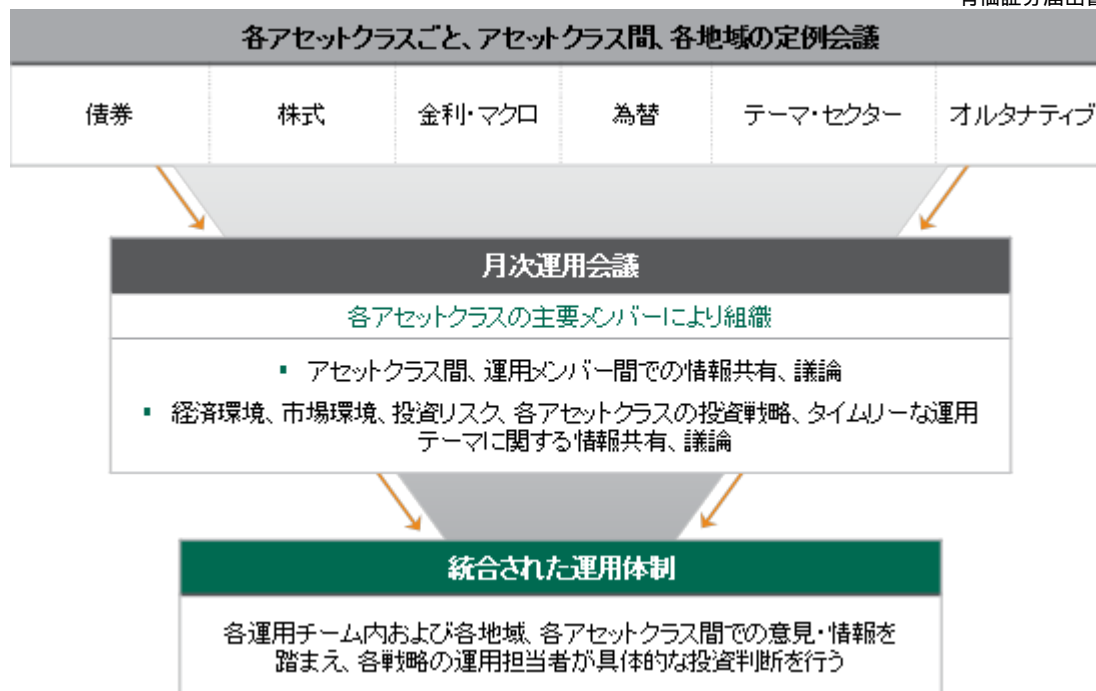 各アセットクラスごと、アセットクラス間、各地域の定例会議
債券 株式 金利・マクロ 為替 テーマ・セクター オルタナティブ
月次運用会議
各アセットクラスの主要メンバーにより組織
▪ アセットクラス間、運用メンバー間での情報共有、議論
▪ 経済環境、市場環境、投資リスク、各アセットクラスの投資戦略、タイムリーな運用
テーマに関する情報共有、議論
統合された運用体制
各運用チーム内および各地域、各アセットクラス間での意見・情報を
踏まえ、各戦略の運用担当者が具体的な投資判断を行う